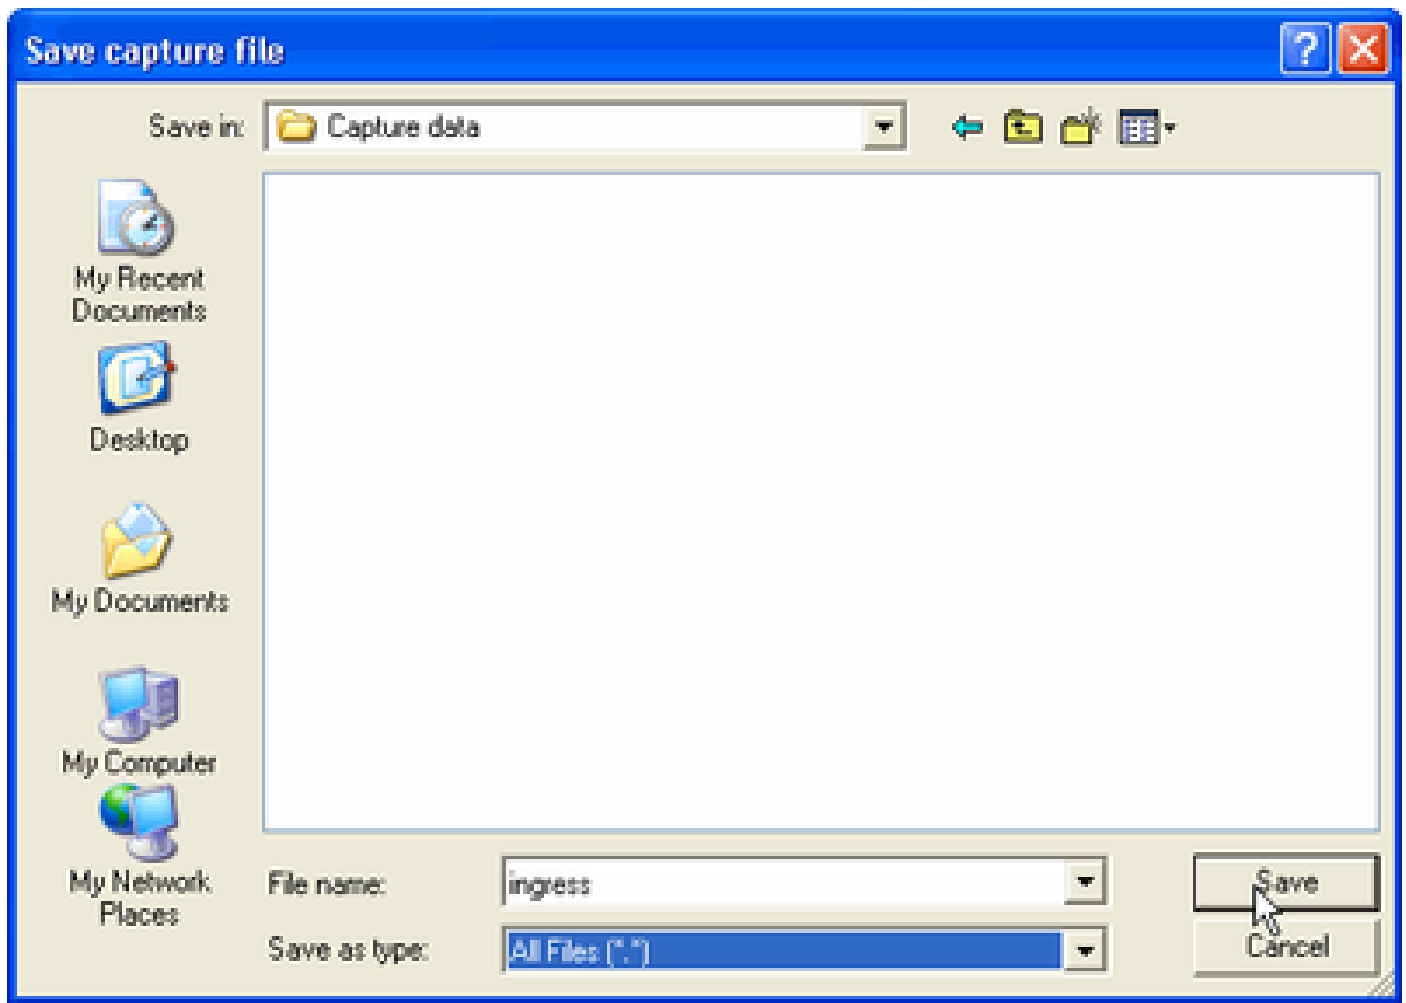 Save capture file
?
Save in: Capture data
My Recent
Documents
Desktop
My Documents
My Computer
My Network
Places
File name: ingress Save
Save as type: All Files (*.*) Cancel